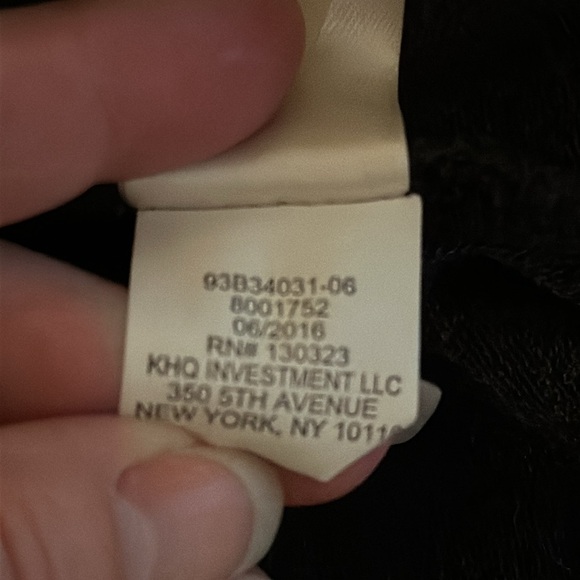 93B34031-06
8001752
06/2016
RN# 130323
KHQ INVESTMENT LLC
350 5TH AVENUE
NEW YORK, NY